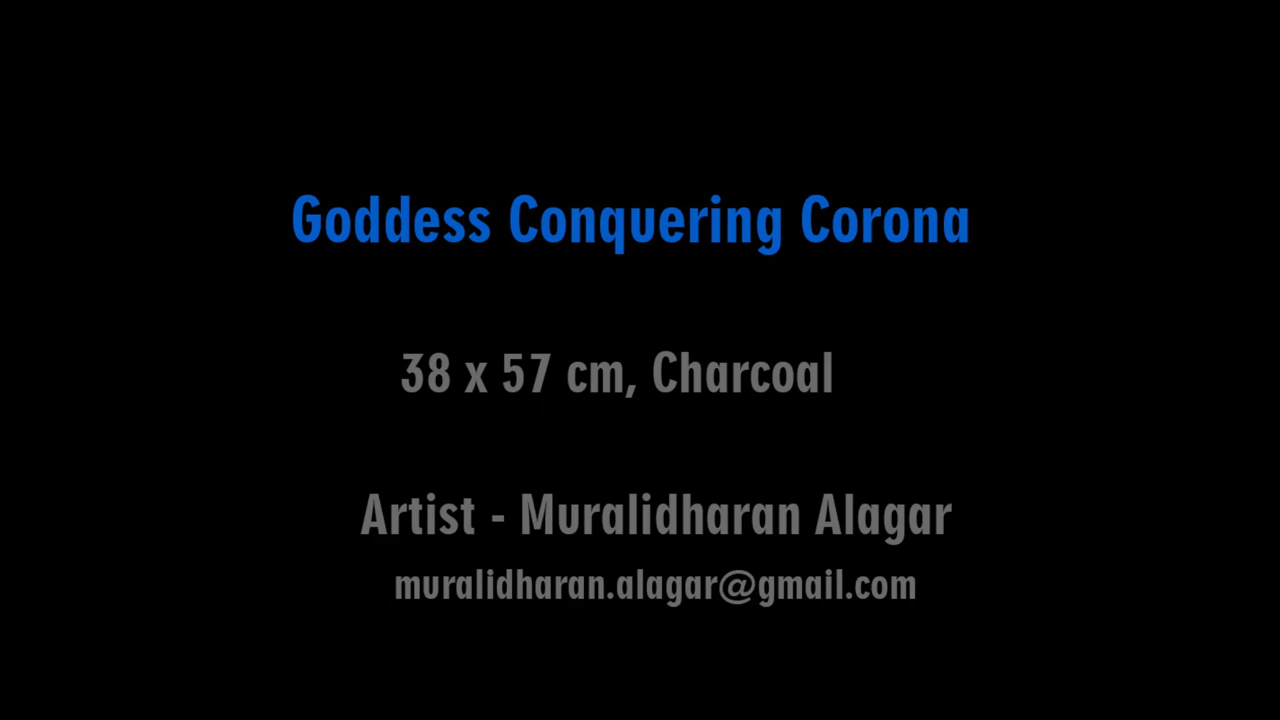 Goddess Conquering Corona
38 x 57 cm, Charcoal
Artist - Muralidharan Alagar
muralidharan.alagar@gmail.com